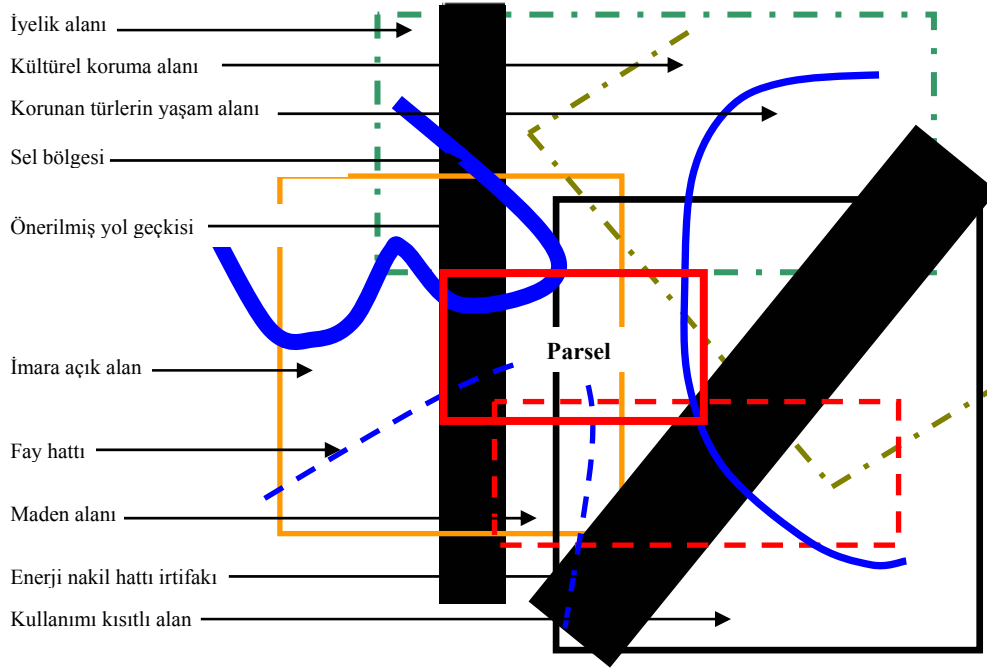 İyelik alanı
Kültürel koruma alanı
Korunan türlerin yaşam alanı
Sel bölgesi
Önerilmiş yol geçkisi
Parsel
İmara açık alan
Fay hattı
Maden alanı
Enerji nakil hattı irtifakı
Kullanımı kısıtlı alan